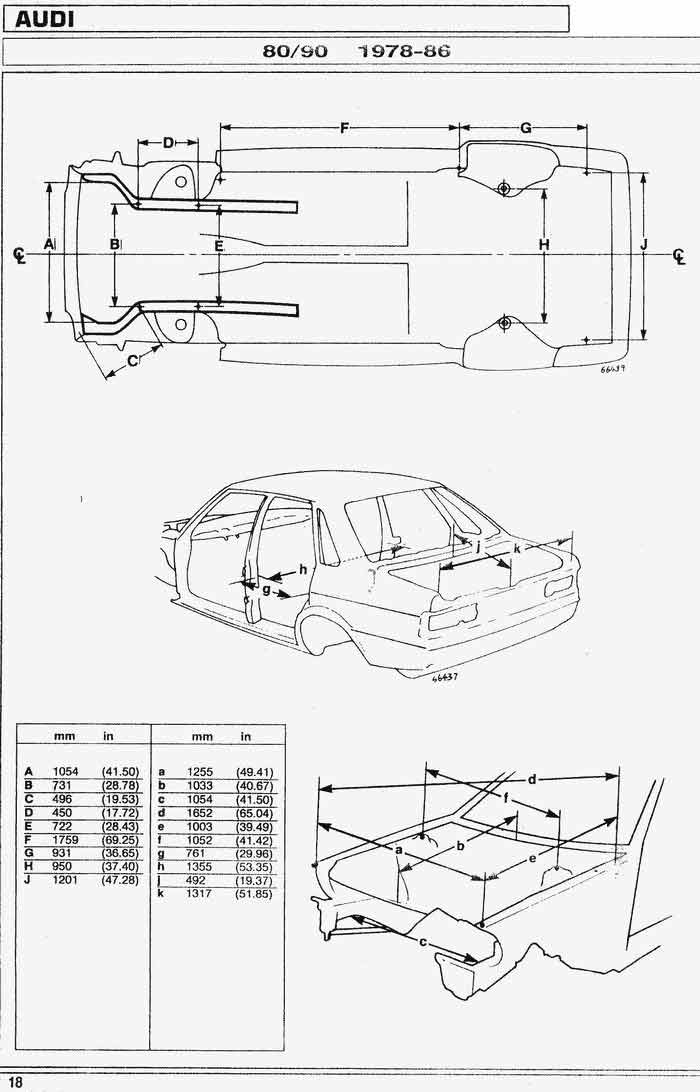 AUDI
80/90 1978-86
F G
D
A B E H J
℄ ℄
C
66439
j k
h
g
46437
mm in mm in
A 1054 (41.50) a 1255 (49.41)
B 731 (28.78) b 1033 (40.67)
C 496 (19.53) c 1054 (41.50)
D 450 (17.72) d 1652 (65.04)
E 722 (28.43) e 1003 (39.49)
F 1759 (69.25) f 1052 (41.42)
G 931 (36.65) g 761 (29.96)
H 950 (37.40) h 1355 (53.35)
J 1201 (47.28) j 492 (19.37)
k 1317 (51.85)
d
f
a b e
c
18